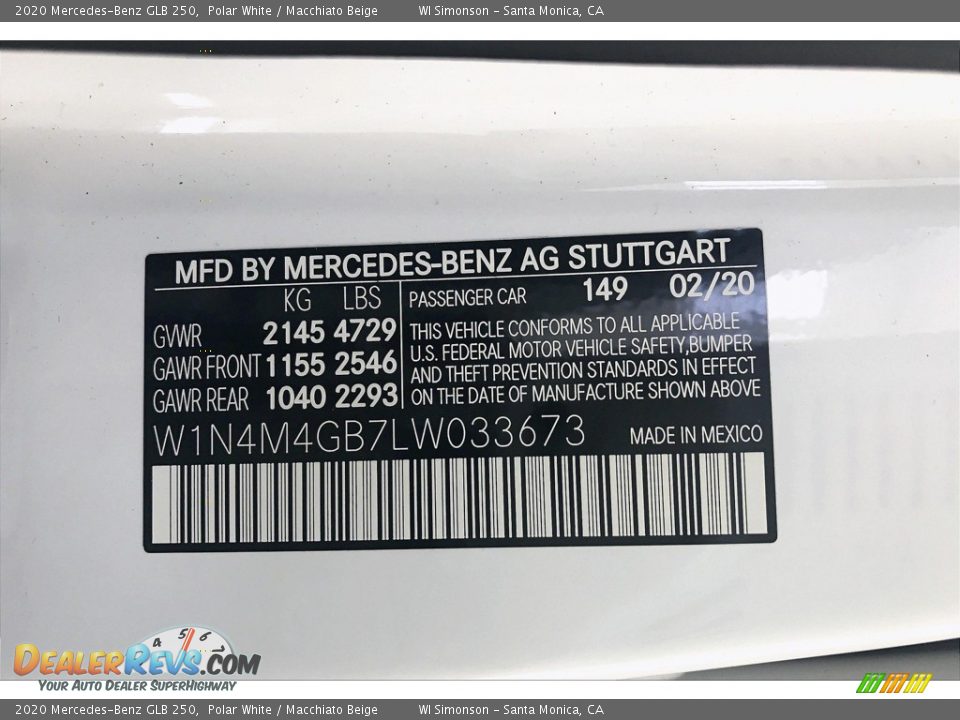 2020 Mercedes-Benz GLB 250, Polar White / Macchiato Beige WI Simonson - Santa Monica, CA
MFD BY MERCEDES-BENZ AG STUTTGART
KG LBS
GVWR 2145 4729
GAWR FRONT 1155 2546
GAWR REAR 1040 2293
PASSENGER CAR 149 02/20
THIS VEHICLE CONFORMS TO ALL APPLICABLE
U.S. FEDERAL MOTOR VEHICLE SAFETY,BUMPER
AND THEFT PREVENTION STANDARDS IN EFFECT
ON THE DATE OF MANUFACTURE SHOWN ABOVE
W1N4M4GB7LW033673 MADE IN MEXICO
4 5 6 7
DealerRevs.com
Your Auto Dealer SuperHighway
2020 Mercedes-Benz GLB 250, Polar White / Macchiato Beige WI Simonson - Santa Monica, CA